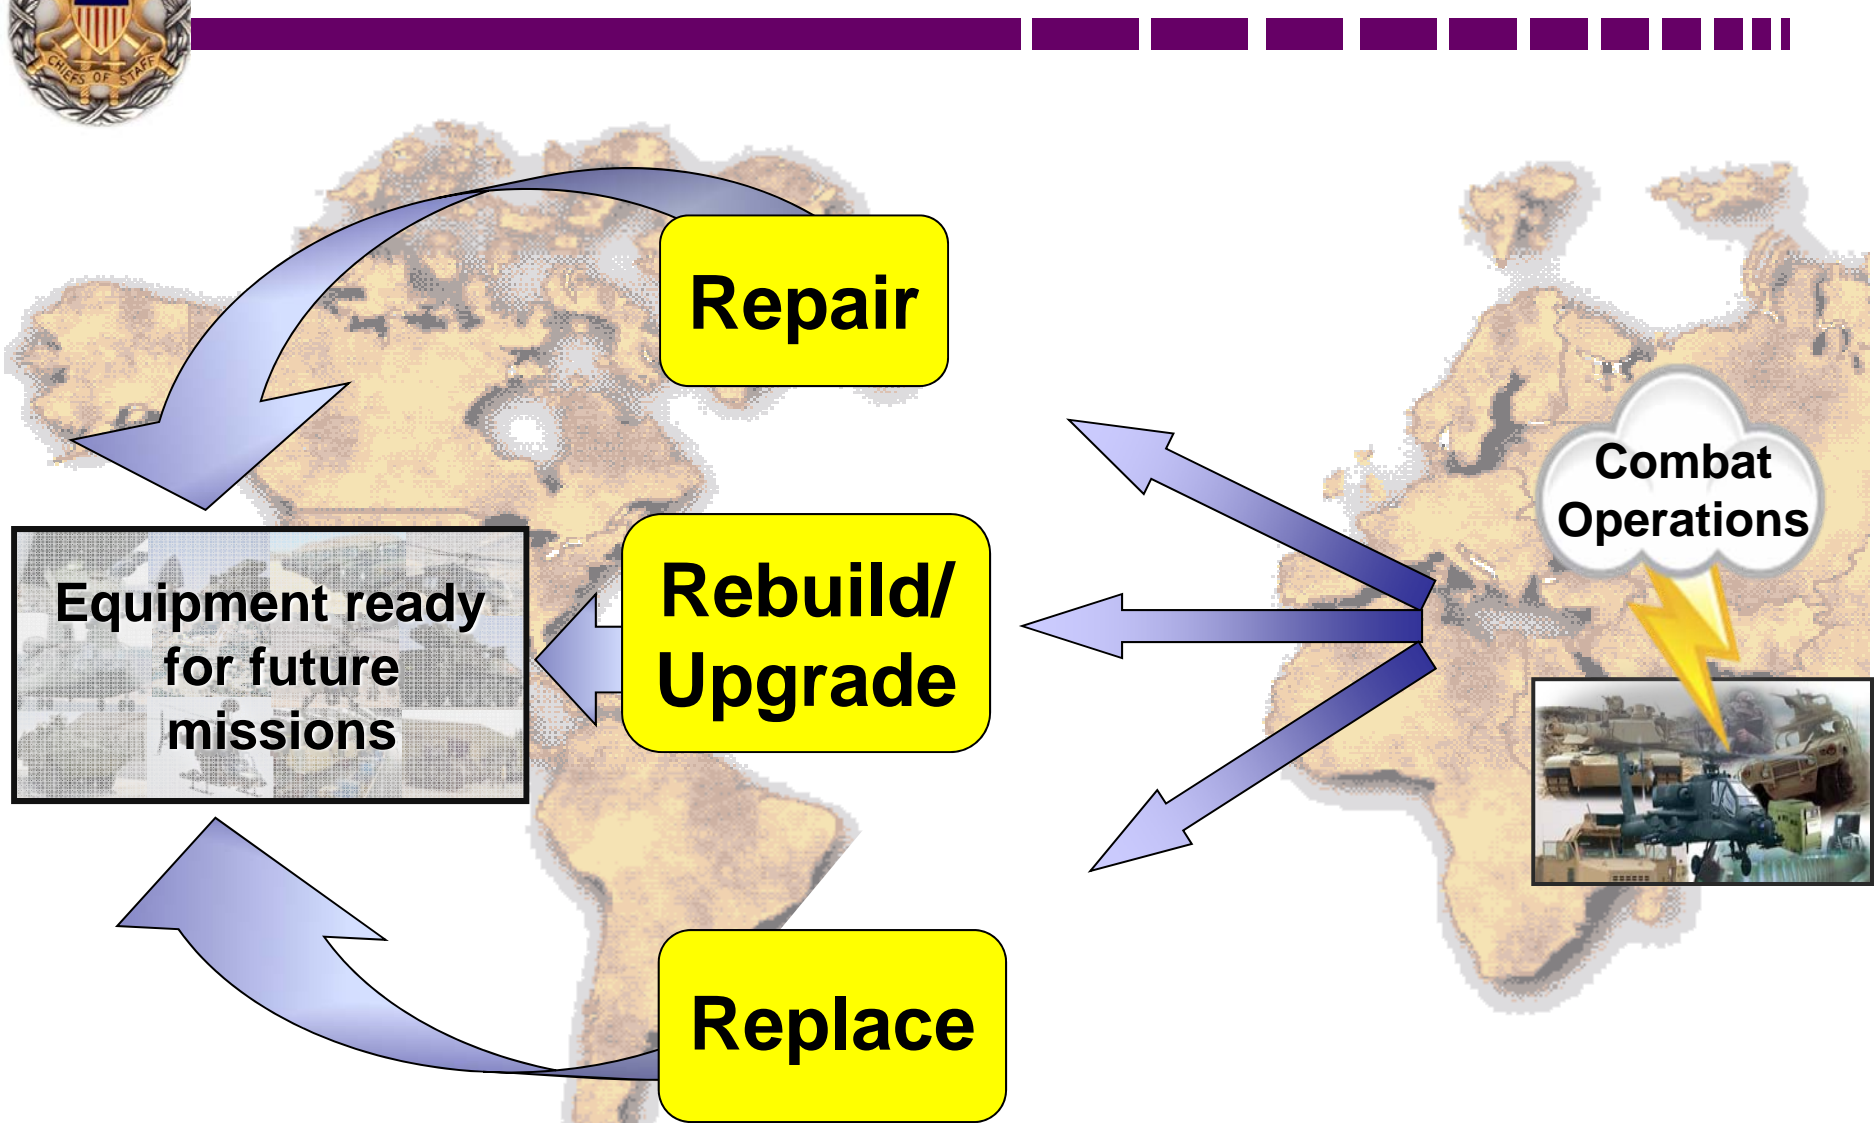 CHIEFS OF STAFF
Repair
Combat
Operations
Equipment ready
for future
missions
Rebuild/
Upgrade
Replace